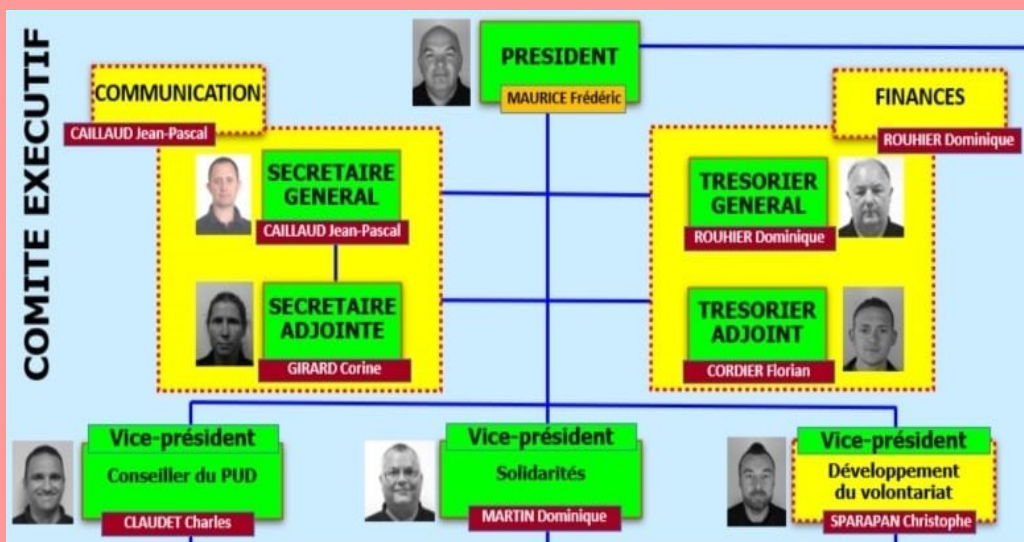 COMITE EXECUTIF
PRESIDENT
MAURICE Frédéric
COMMUNICATION
CAILLAUD Jean-Pascal
FINANCES
ROUHIER Dominique
SECRETAIRE
GENERAL
CAILLAUD Jean-Pascal
TRESORIER
GENERAL
ROUHIER Dominique
SECRETAIRE
ADJOINTE
GIRARD Corine
TRESORIER
ADJOINT
CORDIER Florian
Vice-président
Conseiller du PUD
CLAUDET Charles
Vice-président
Solidarités
MARTIN Dominique
Vice-président
Développement
du volontariat
SPARAPAN Christophe